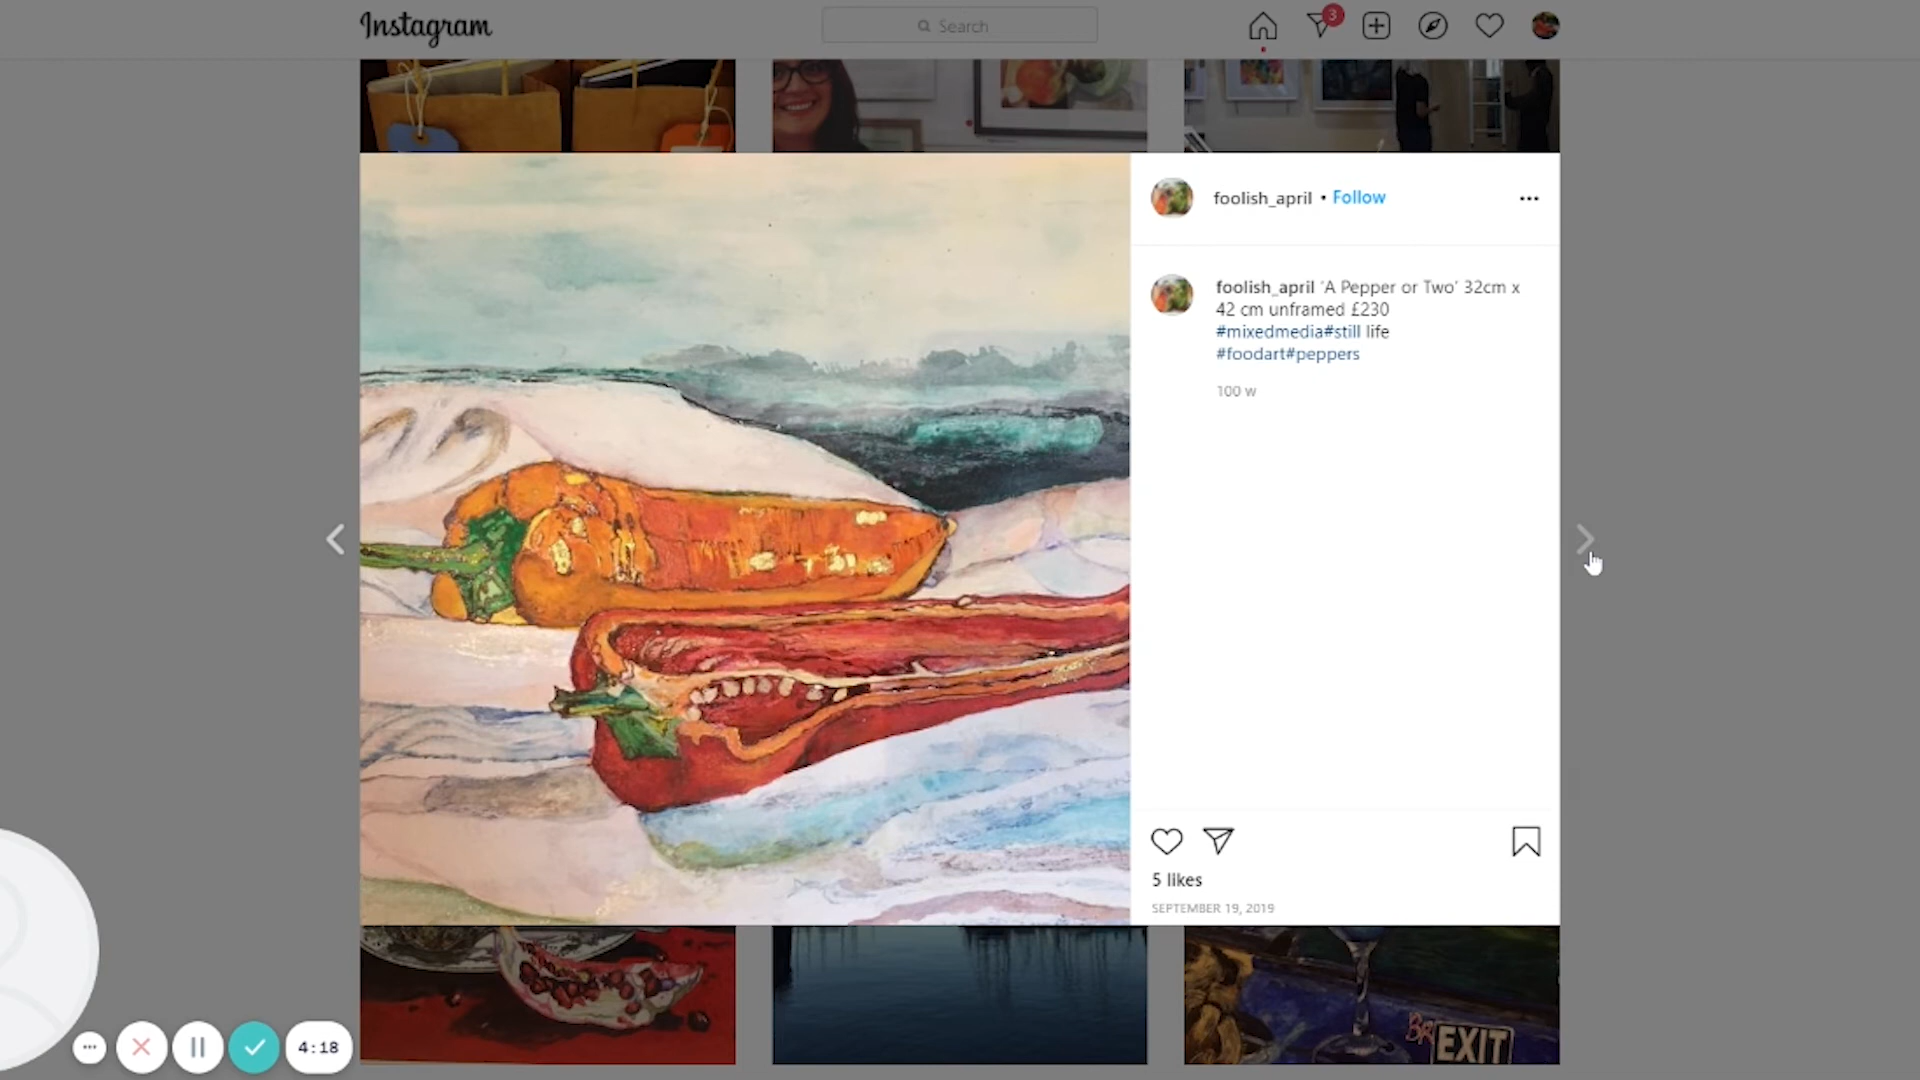 Instagram
Search
3
foolish_april • Follow
foolish_april 'A Pepper or Two' 32cm x
42 cm unframed £230
#mixedmedia#still life
#foodart#peppers
100 w
5 likes
SEPTEMBER 19, 2019
4:18
BR
EXIT